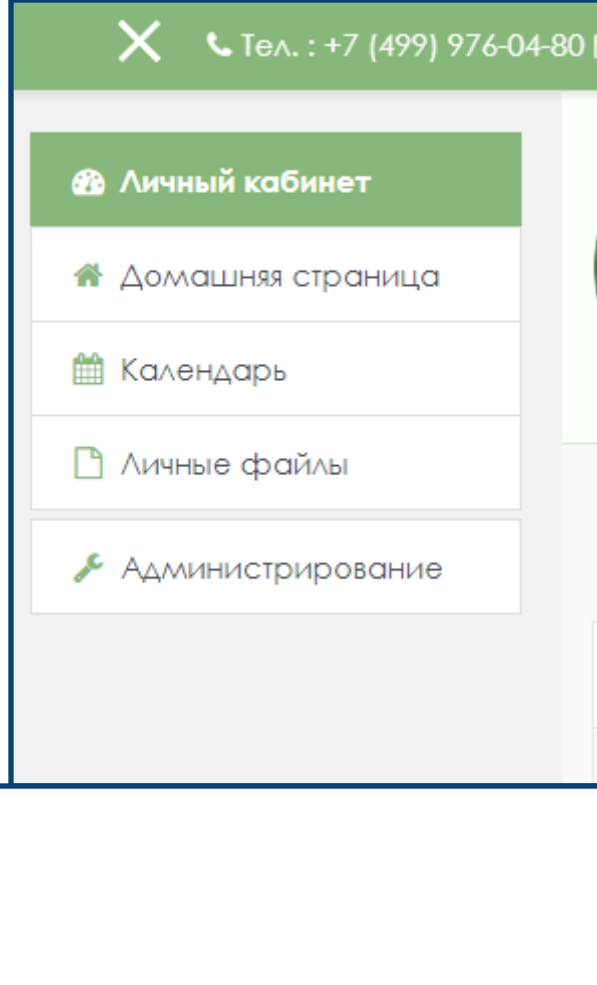 Тел. : +7 (499) 976-04-80
Личный кабинет
Домашняя страница
Календарь
Личные файлы
Администрирование